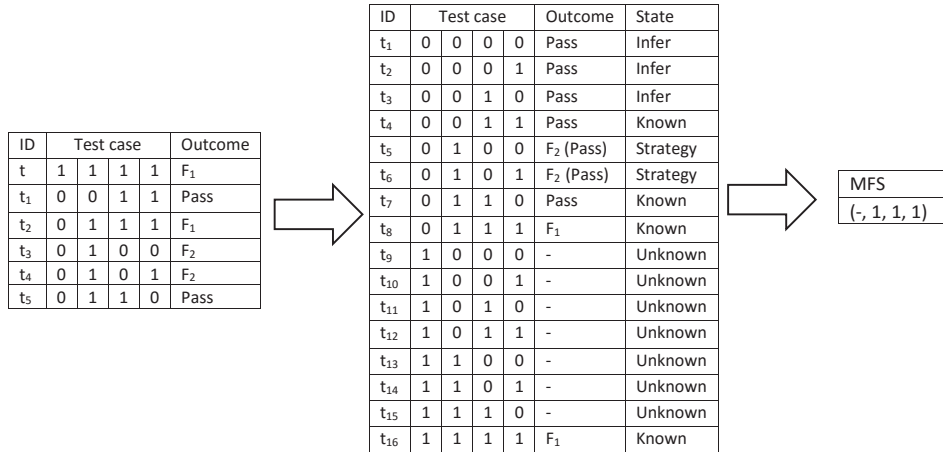 ID Test case Outcome
t 1 1 1 1 F₁
t₁ 0 0 1 1 Pass
t₂ 0 1 1 1 F₁
t₃ 0 1 0 0 F₂
t₄ 0 1 0 1 F₂
t₅ 0 1 1 0 Pass
ID Test case Outcome State
t₁ 0 0 0 0 Pass Infer
t₂ 0 0 0 1 Pass Infer
t₃ 0 0 1 0 Pass Infer
t₄ 0 0 1 1 Pass Known
t₅ 0 1 0 0 F₂ (Pass) Strategy
t₆ 0 1 0 1 F₂ (Pass) Strategy
t₇ 0 1 1 0 Pass Known
t₈ 0 1 1 1 F₁ Known
t₉ 1 0 0 0 - Unknown
t₁₀ 1 0 0 1 - Unknown
t₁₁ 1 0 1 0 - Unknown
t₁₂ 1 0 1 1 - Unknown
t₁₃ 1 1 0 0 - Unknown
t₁₄ 1 1 0 1 - Unknown
t₁₅ 1 1 1 0 - Unknown
t₁₆ 1 1 1 1 F₁ Known
MFS
(-, 1, 1, 1)